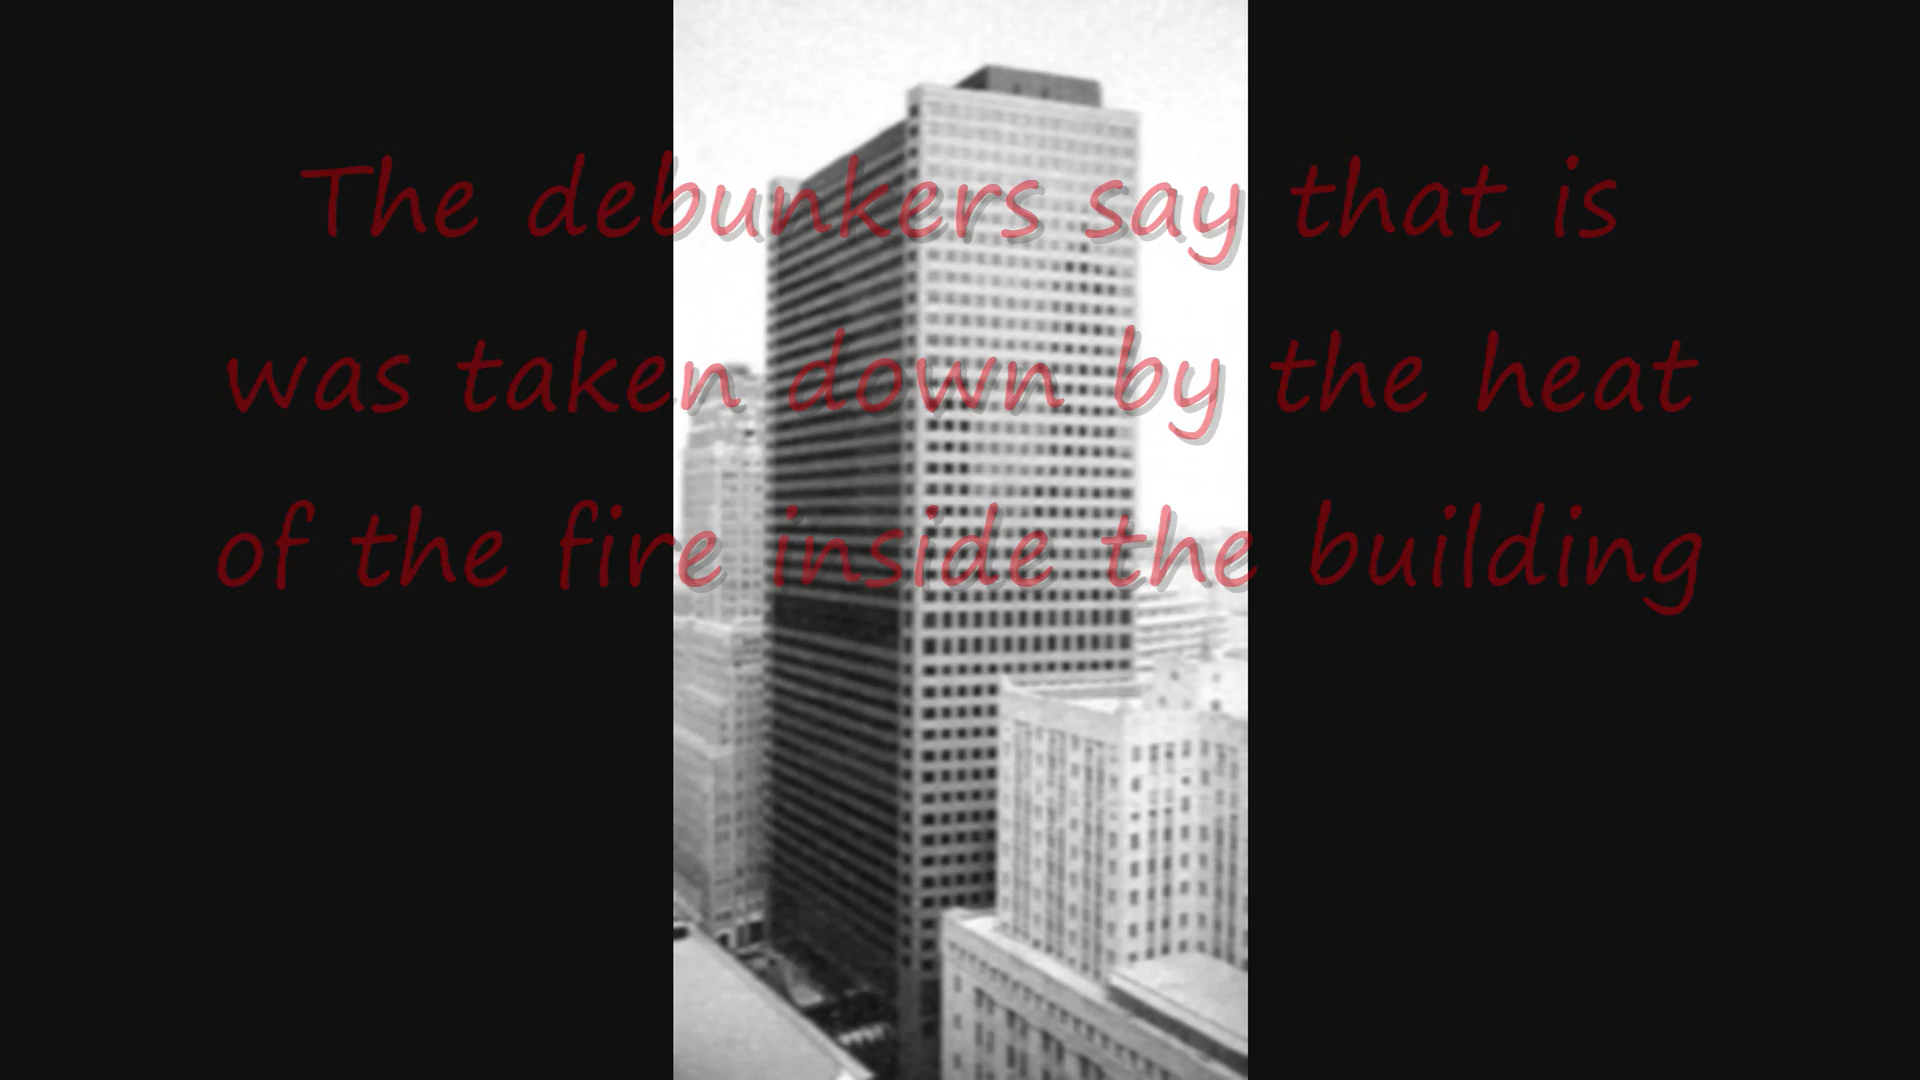 The debunkers say that is
was taken down by the heat
of the fire inside the building